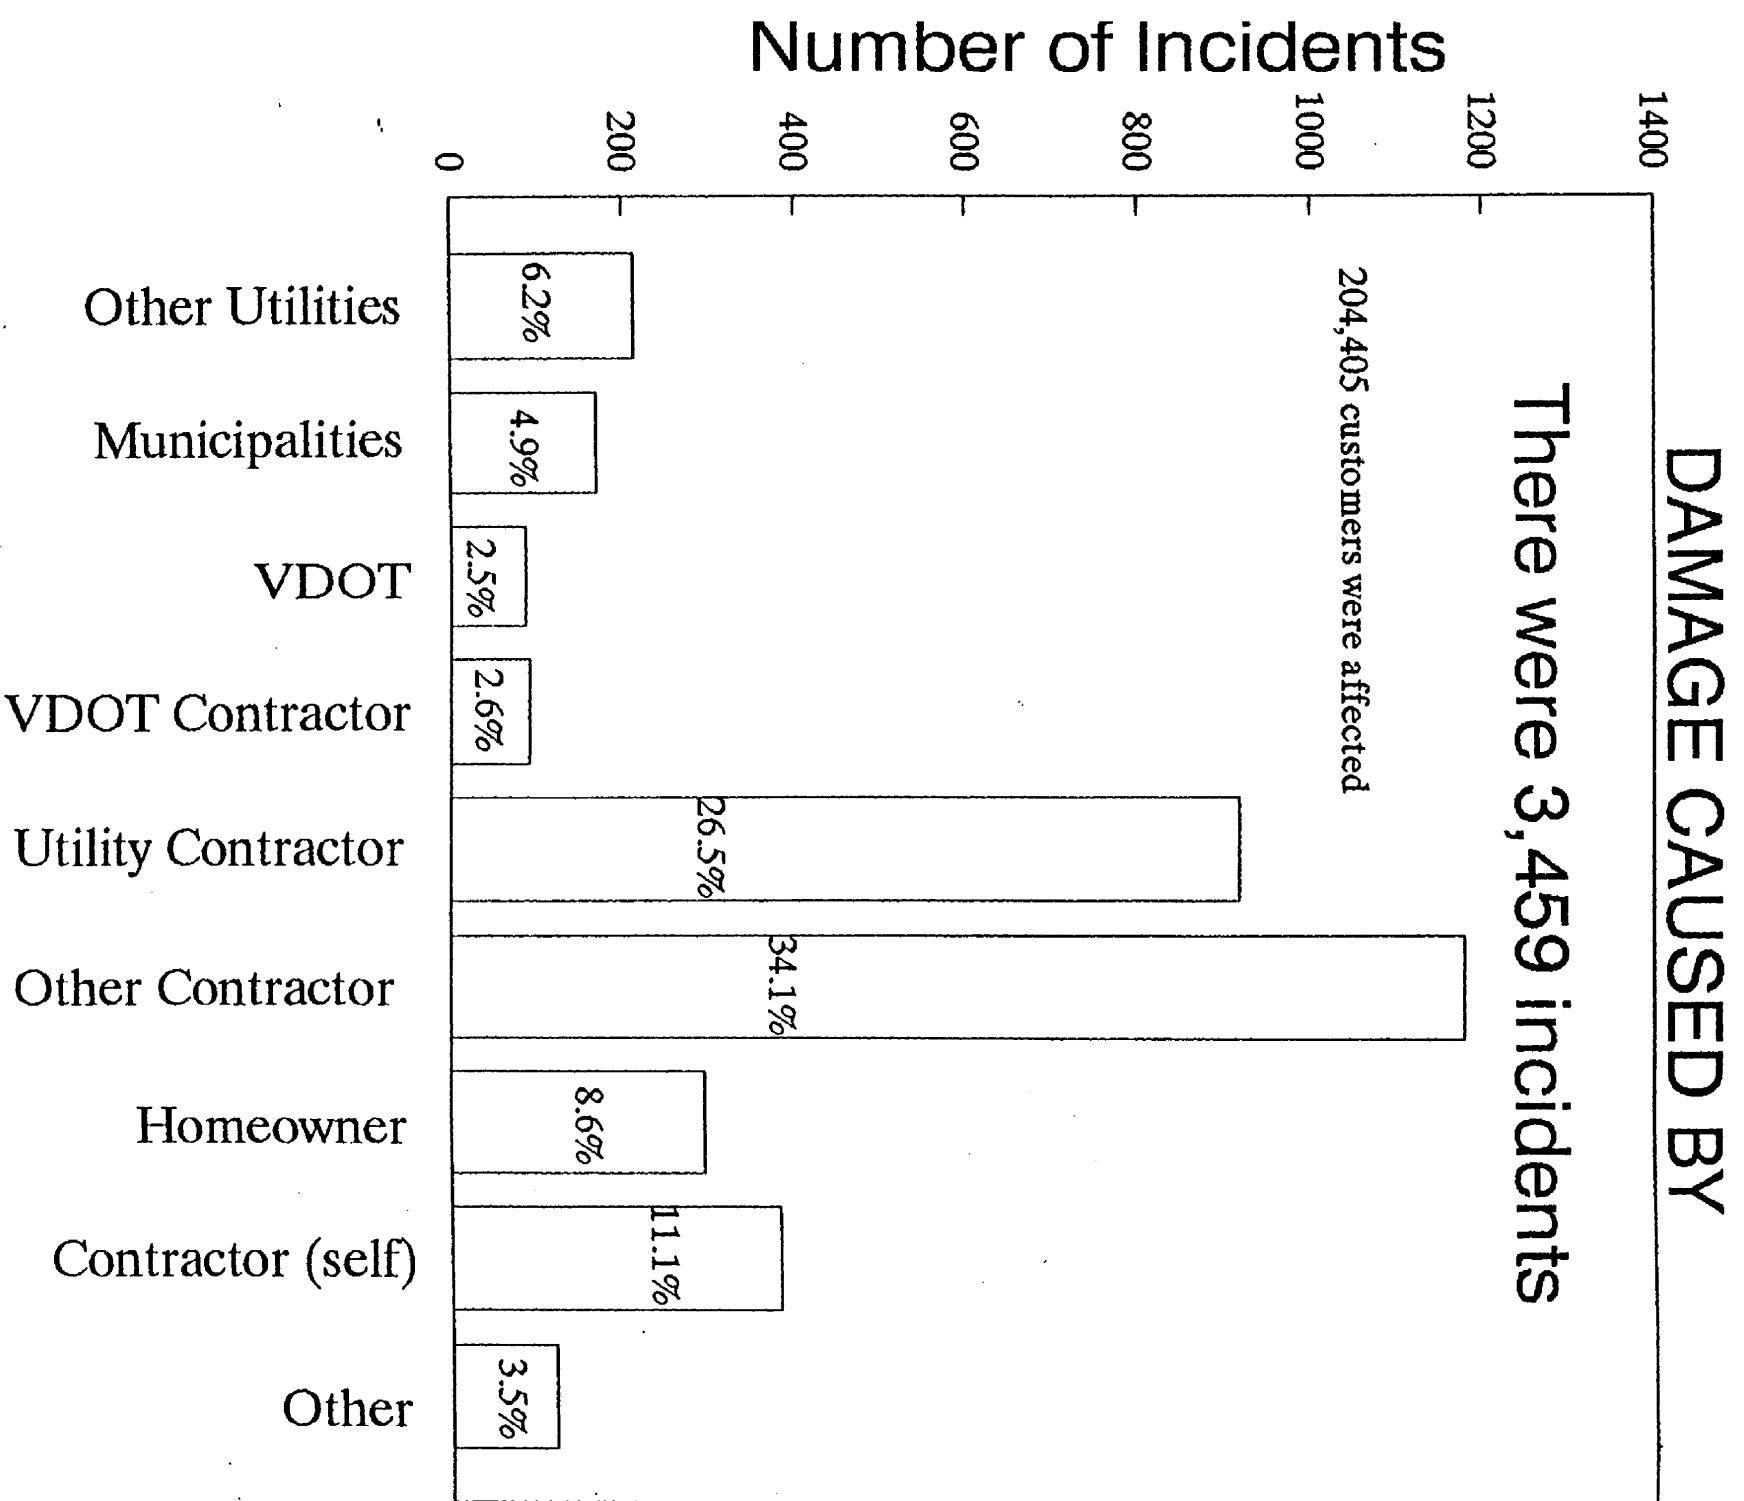 DAMAGE CAUSED BY
There were 3,459 incidents
204,405 customers were affected
Number of Incidents
1400
1200
1000
800
600
400
200
0
6.2%
4.9%
2.5%
2.6%
26.5%
34.1%
8.6%
11.1%
3.5%
Other Utilities
Municipalities
VDOT
VDOT Contractor
Utility Contractor
Other Contractor
Homeowner
Contractor (self)
Other